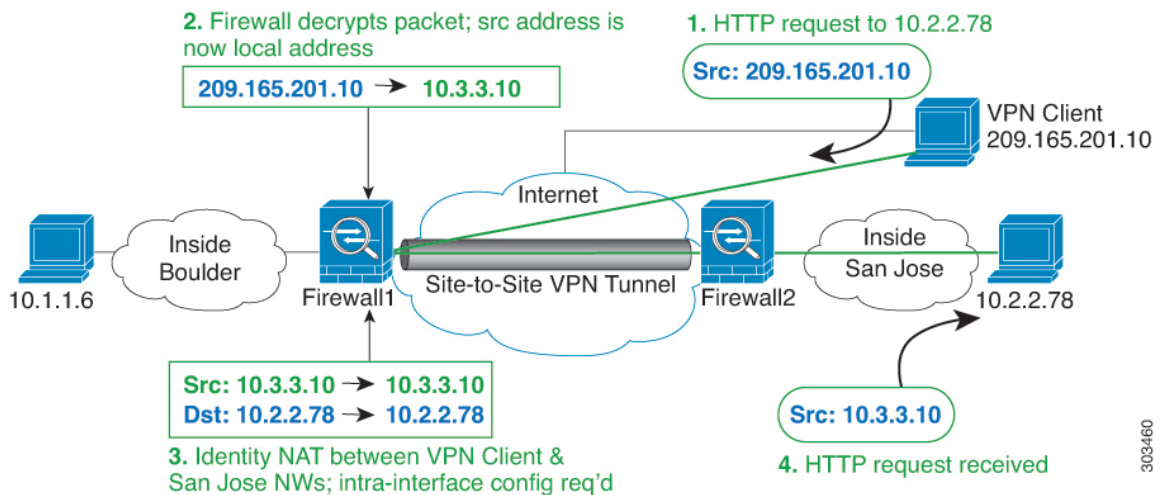 2. Firewall decrypts packet; src address is
now local address
209.165.201.10 → 10.3.3.10
1. HTTP request to 10.2.2.78
Src: 209.165.201.10
VPN Client
209.165.201.10
Internet
Inside
Boulder
10.1.1.6
Firewall1
Site-to-Site VPN Tunnel
Firewall2
Inside
San Jose
10.2.2.78
Src: 10.3.3.10 → 10.3.3.10
Dst: 10.2.2.78 → 10.2.2.78
3. Identity NAT between VPN Client &
San Jose NWs; intra-interface config req'd
Src: 10.3.3.10
4. HTTP request received
303460